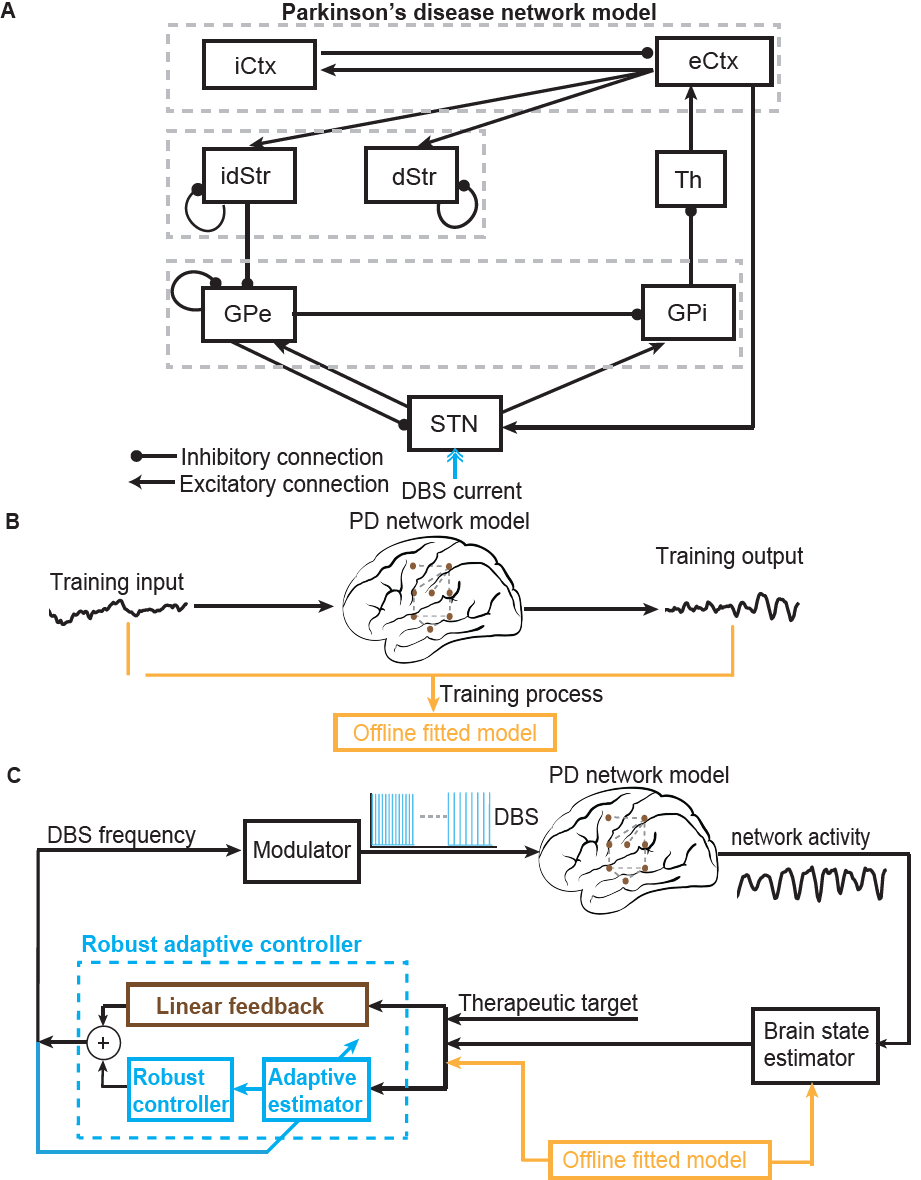 A
Parkinson's disease network model
iCtx
eCtx
idStr
dStr
Th
GPe
GPi
STN
Inhibitory connection
Excitatory connection
DBS current
B
PD network model
Training input
Training output
Training process
Offline fitted model
C
PD network model
DBS frequency
Modulator
DBS
network activity
Robust adaptive controller
Linear feedback
Therapeutic target
Brain state
estimator
+
Robust
controller
Adaptive
estimator
Offline fitted model